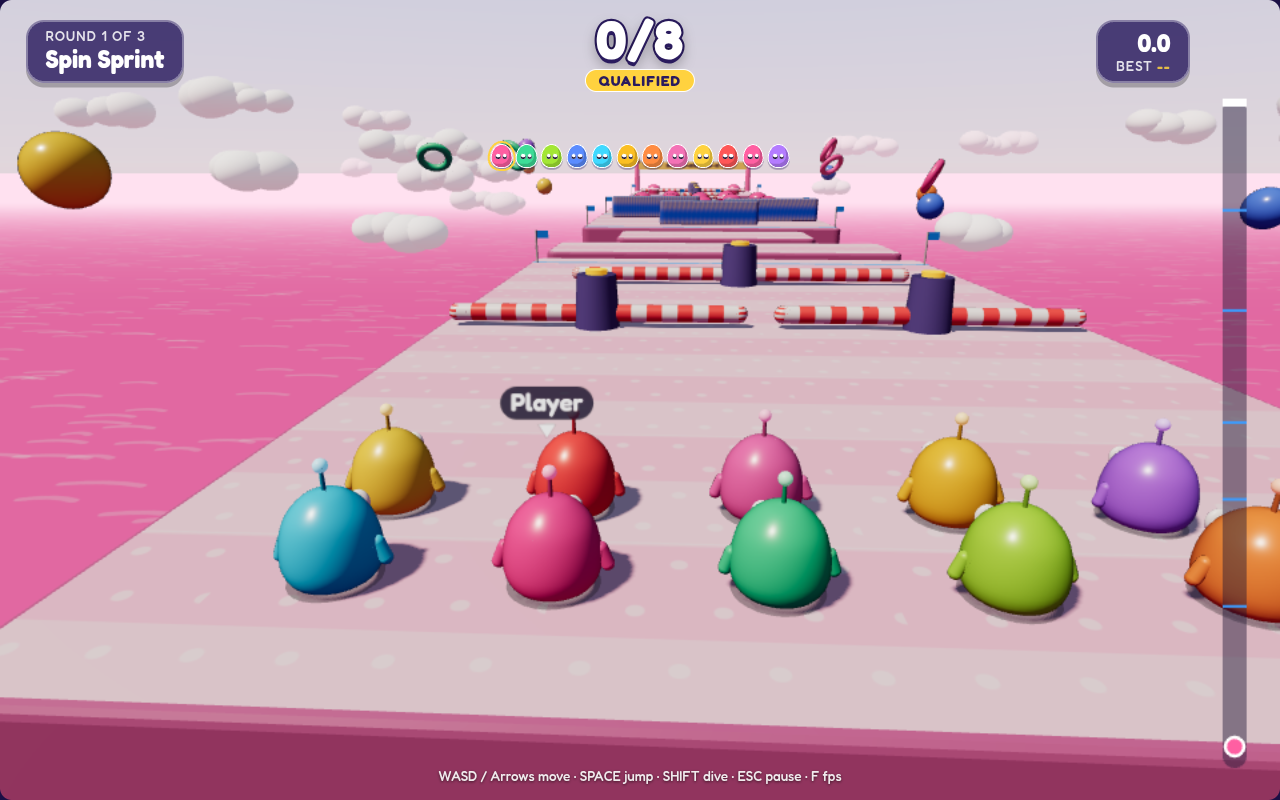 ROUND 1 OF 3
Spin Sprint
0/8
QUALIFIED
0.0
BEST --
Player
WASD / Arrows move · SPACE jump · SHIFT dive · ESC pause · F fps